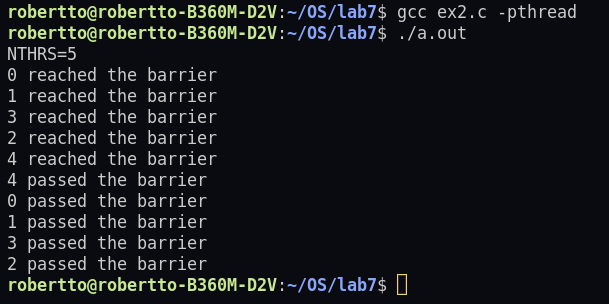 robertto@robertto-B360M-D2V:~/OS/lab7$ gcc ex2.c -pthread
robertto@robertto-B360M-D2V:~/OS/lab7$ ./a.out
NTHRS=5
0 reached the barrier
1 reached the barrier
3 reached the barrier
2 reached the barrier
4 reached the barrier
4 passed the barrier
0 passed the barrier
1 passed the barrier
3 passed the barrier
2 passed the barrier
robertto@robertto-B360M-D2V:~/OS/lab7$